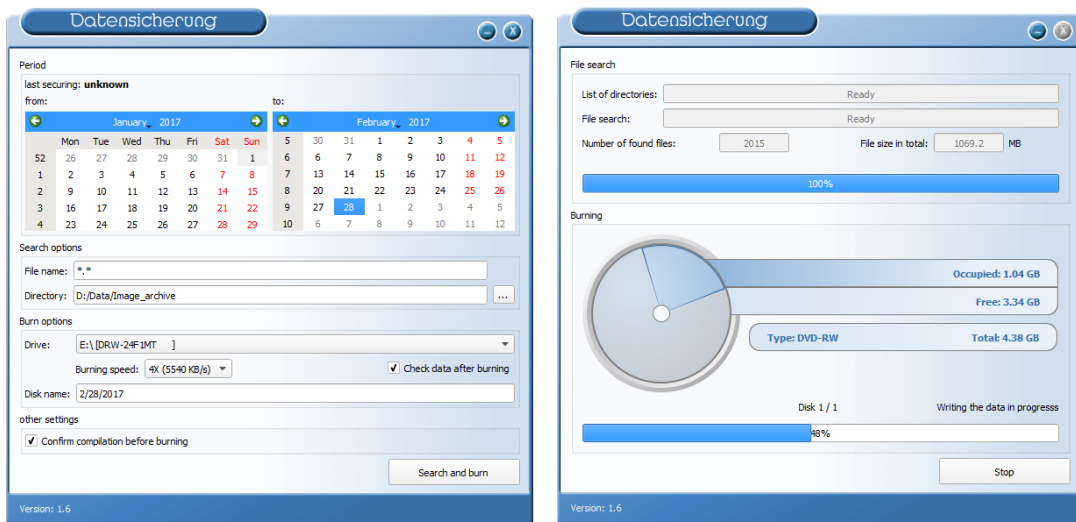 Datensicherung
Period
last securing: unknown
from: to:
January 2017
Mon Tue Wed Thu Fri Sat Sun
52 26 27 28 29 30 31 1
1 2 3 4 5 6 7 8
2 9 10 11 12 13 14 15
3 16 17 18 19 20 21 22
4 23 24 25 26 27 28 29
February 2017
5 30 31 1 2 3 4 5
6 6 7 8 9 10 11 12
7 13 14 15 16 17 18 19
8 20 21 22 23 24 25 26
9 27 28 1 2 3 4 5
10 6 7 8 9 10 11 12
Search options
File name: *.*
Directory: D:/Data/Image_archive ...
Burn options
Drive: E:\ [DRW-24F1MT ]
Burning speed: 4X (5540 KB/s) Check data after burning
Disk name: 2/28/2017
other settings
Confirm compilation before burning
Search and burn
Version: 1.6
Datensicherung
File search
List of directories: Ready
File search: Ready
Number of found files: 2015 File size in total: 1069.2 MB
100%
Burning
Occupied: 1.04 GB
Free: 3.34 GB
Type: DVD-RW Total: 4.38 GB
Disk 1 / 1 Writing the data in progresss
48%
Stop
Version: 1.6